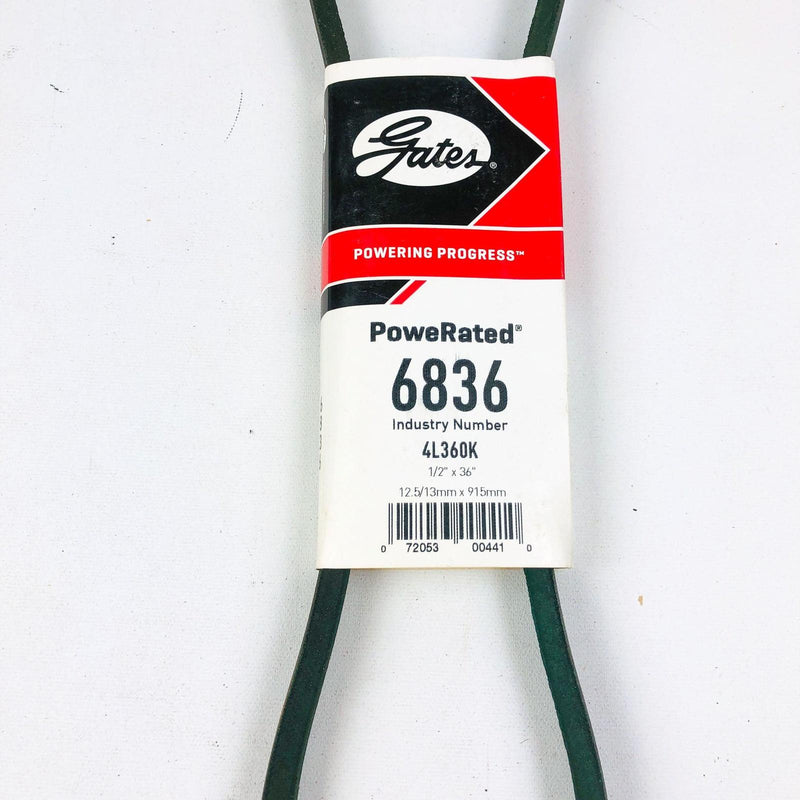 Gates®
POWERING PROGRESS™
PoweRated®
6836
Industry Number
4L360K
1/2" x 36"
12.5/13mm x 915mm
0 72053 00441 0